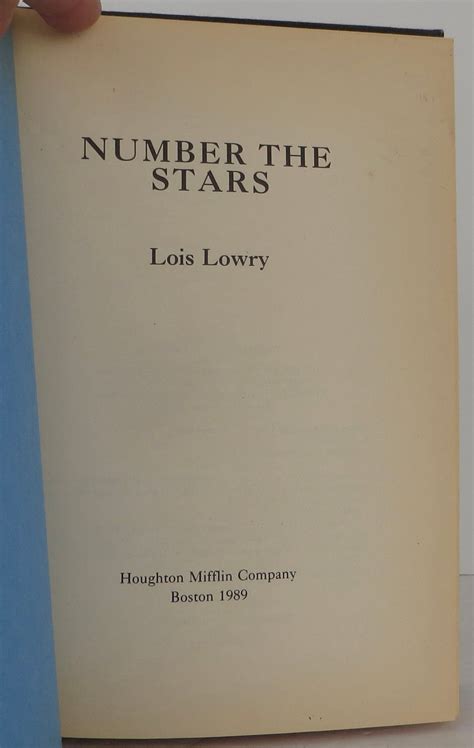 NUMBER THE
STARS
Lois Lowry
Houghton Mifflin Company
Boston 1989